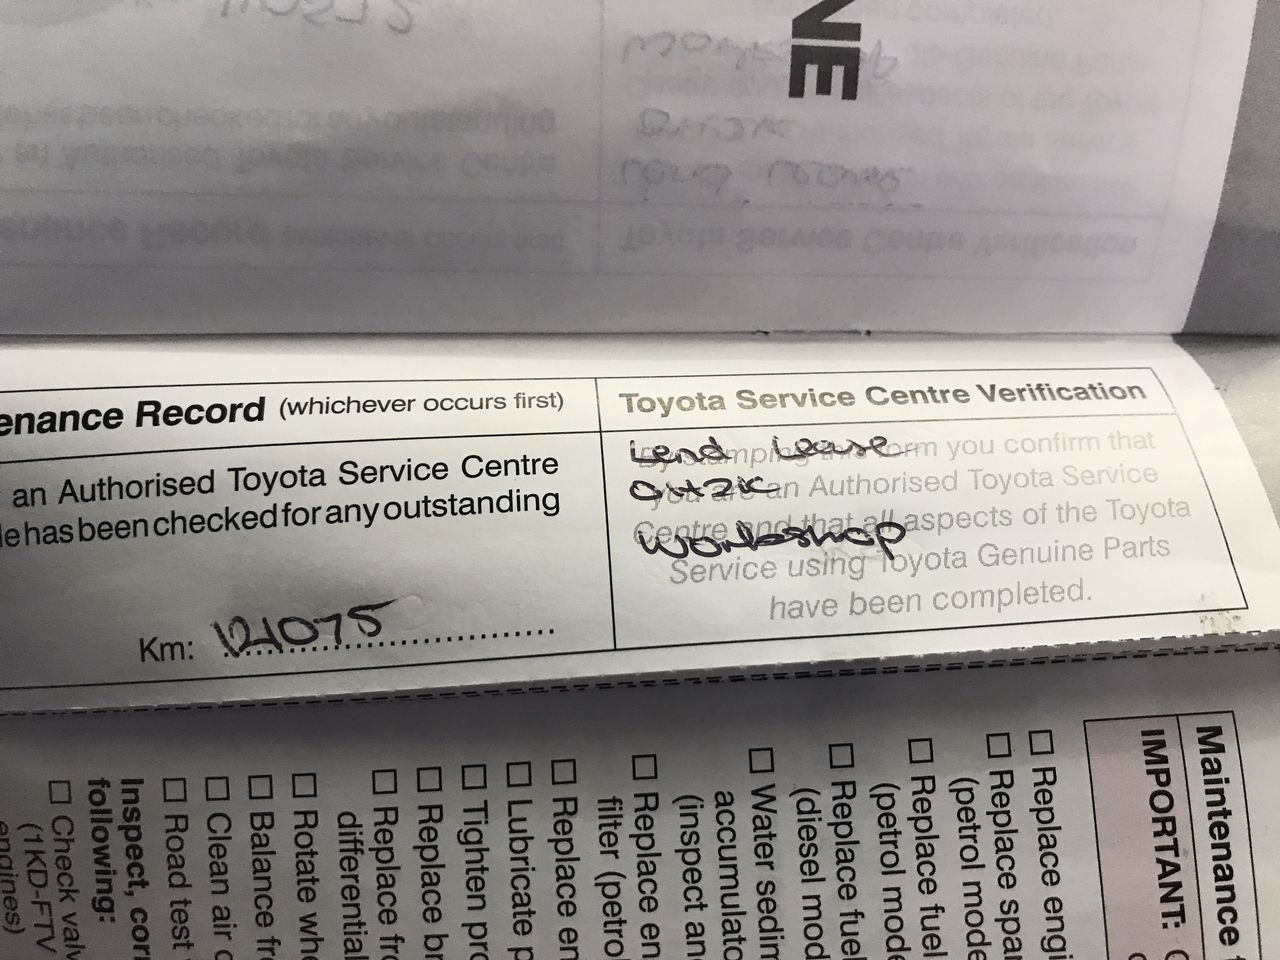 NE
enance Record (whichever occurs first)
an Authorised Toyota Service Centre
le has been checked for any outstanding
Km: 121075
Toyota Service Centre Verification
Lend Lease
workshop
By stamping this form you confirm that
you are an Authorised Toyota Service
Centre and that all aspects of the Toyota
Service using Toyota Genuine Parts
have been completed.
Maintenance
IMPORTANT:
☐ Replace engi
☐ Replace spar
(petrol mode
☐ Replace fuel
(petrol mode
☐ Replace fuel
(diesel mod
☐ Water sedim
accumulato
(inspect an
☐ Replace en
filter (petrol
☐ Replace en
☐ Lubricate p
☐ Tighten pro
☐ Replace br
☐ Replace fro
differential
☐ Rotate whe
☐ Balance fr
☐ Clean air c
☐ Road test
Inspect, corr
following:
☐ Check valv
(1KD-FTV
engines)